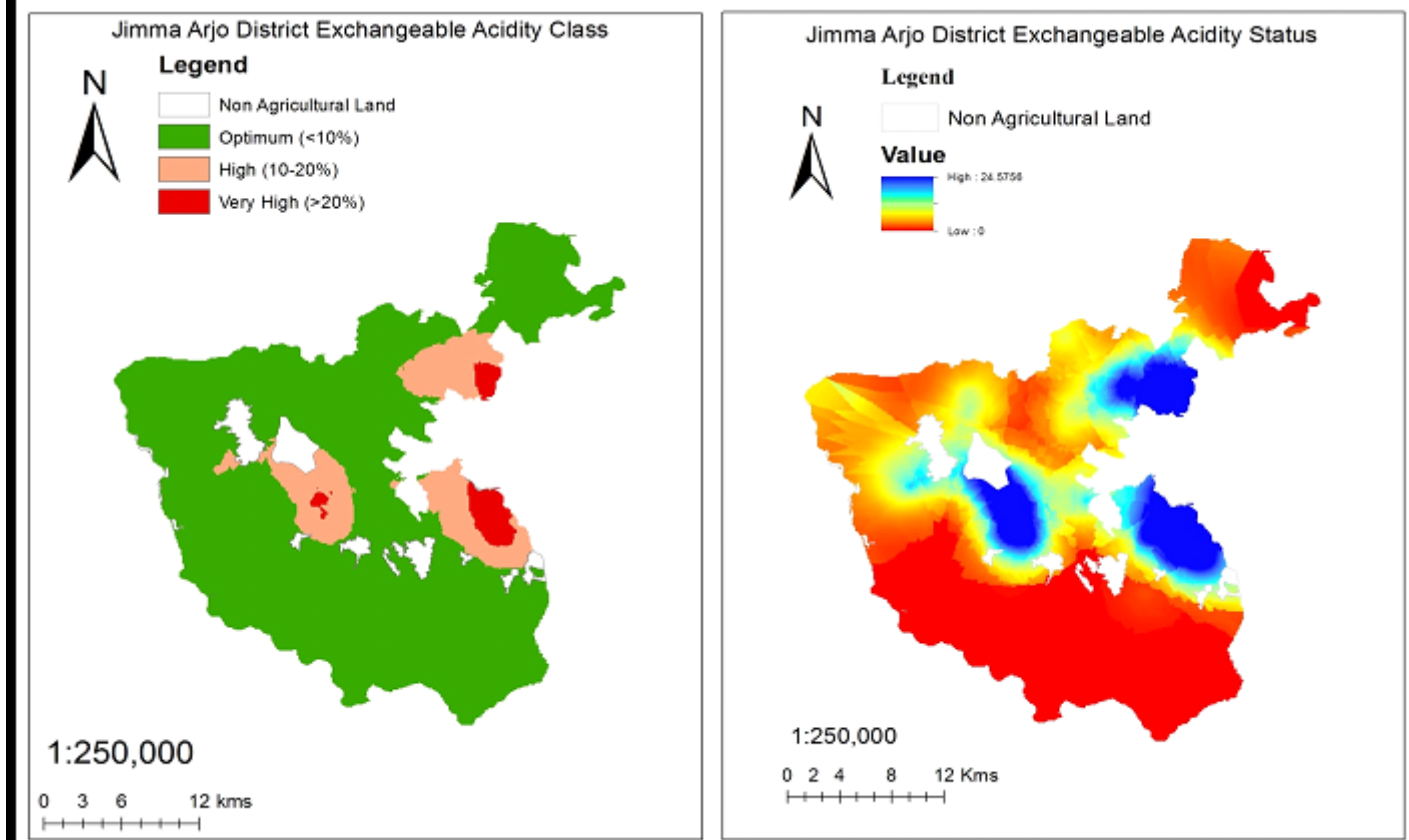 Jimma Arjo District Exchangeable Acidity Class
N
Legend
Non Agricultural Land
Optimum (<10%)
High (10-20%)
Very High (>20%)
1:250,000
0 3 6 12 kms
Jimma Arjo District Exchangeable Acidity Status
N
Legend
Non Agricultural Land
Value
High : 24.5756
Low : 0
1:250,000
0 2 4 8 12 Kms